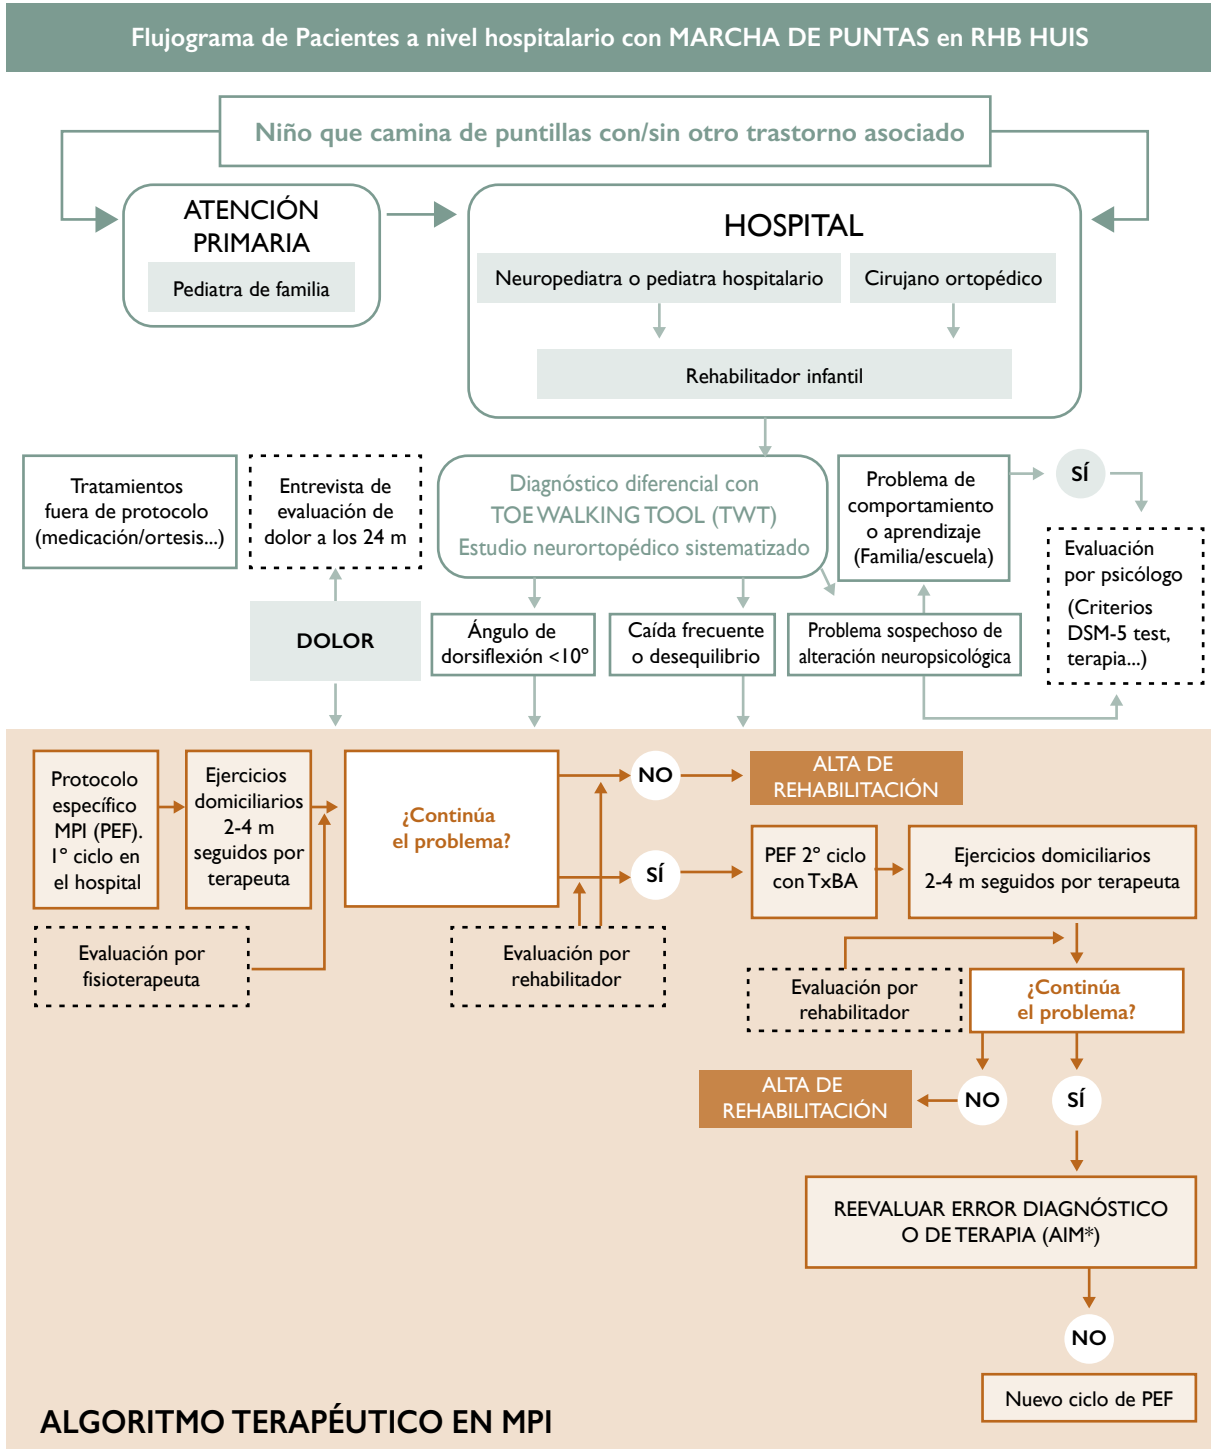 Flujograma de Pacientes a nivel hospitalario con MARCHA DE PUNTAS en RHB HUIS
Niño que camina de puntillas con/sin otro trastorno asociado
ATENCIÓN
PRIMARIA
Pediatra de familia
HOSPITAL
Neuropediatra o pediatra hospitalario
Cirujano ortopédico
Rehabilitador infantil
Tratamientos
fuera de protocolo
(medicación/ortesis...)
Entrevista de
evaluación de
dolor a los 24 m
Diagnóstico diferencial con
TOE WALKING TOOL (TWT)
Estudio neurortopédico sistematizado
Problema de
comportamiento
o aprendizaje
(Familia/escuela)
SÍ
Evaluación
por psicólogo
(Criterios
DSM-5 test,
terapia...)
DOLOR
Ángulo de
dorsiflexión <10º
Caída frecuente
o desequilibrio
Problema sospechoso de
alteración neuropsicológica
Protocolo
específico
MPI (PEF).
1º ciclo en
el hospital
Ejercicios
domiciliarios
2-4 m
seguidos por
terapeuta
¿Continúa
el problema?
NO
ALTA DE
REHABILITACIÓN
SÍ
PEF 2º ciclo
con TxBA
Ejercicios domiciliarios
2-4 m seguidos por terapeuta
Evaluación por
fisioterapeuta
Evaluación por
rehabilitador
Evaluación por
rehabilitador
¿Continúa
el problema?
ALTA DE
REHABILITACIÓN
NO
SÍ
REEVALUAR ERROR DIAGNÓSTICO
O DE TERAPIA (AIM*)
NO
Nuevo ciclo de PEF
ALGORITMO TERAPÉUTICO EN MPI